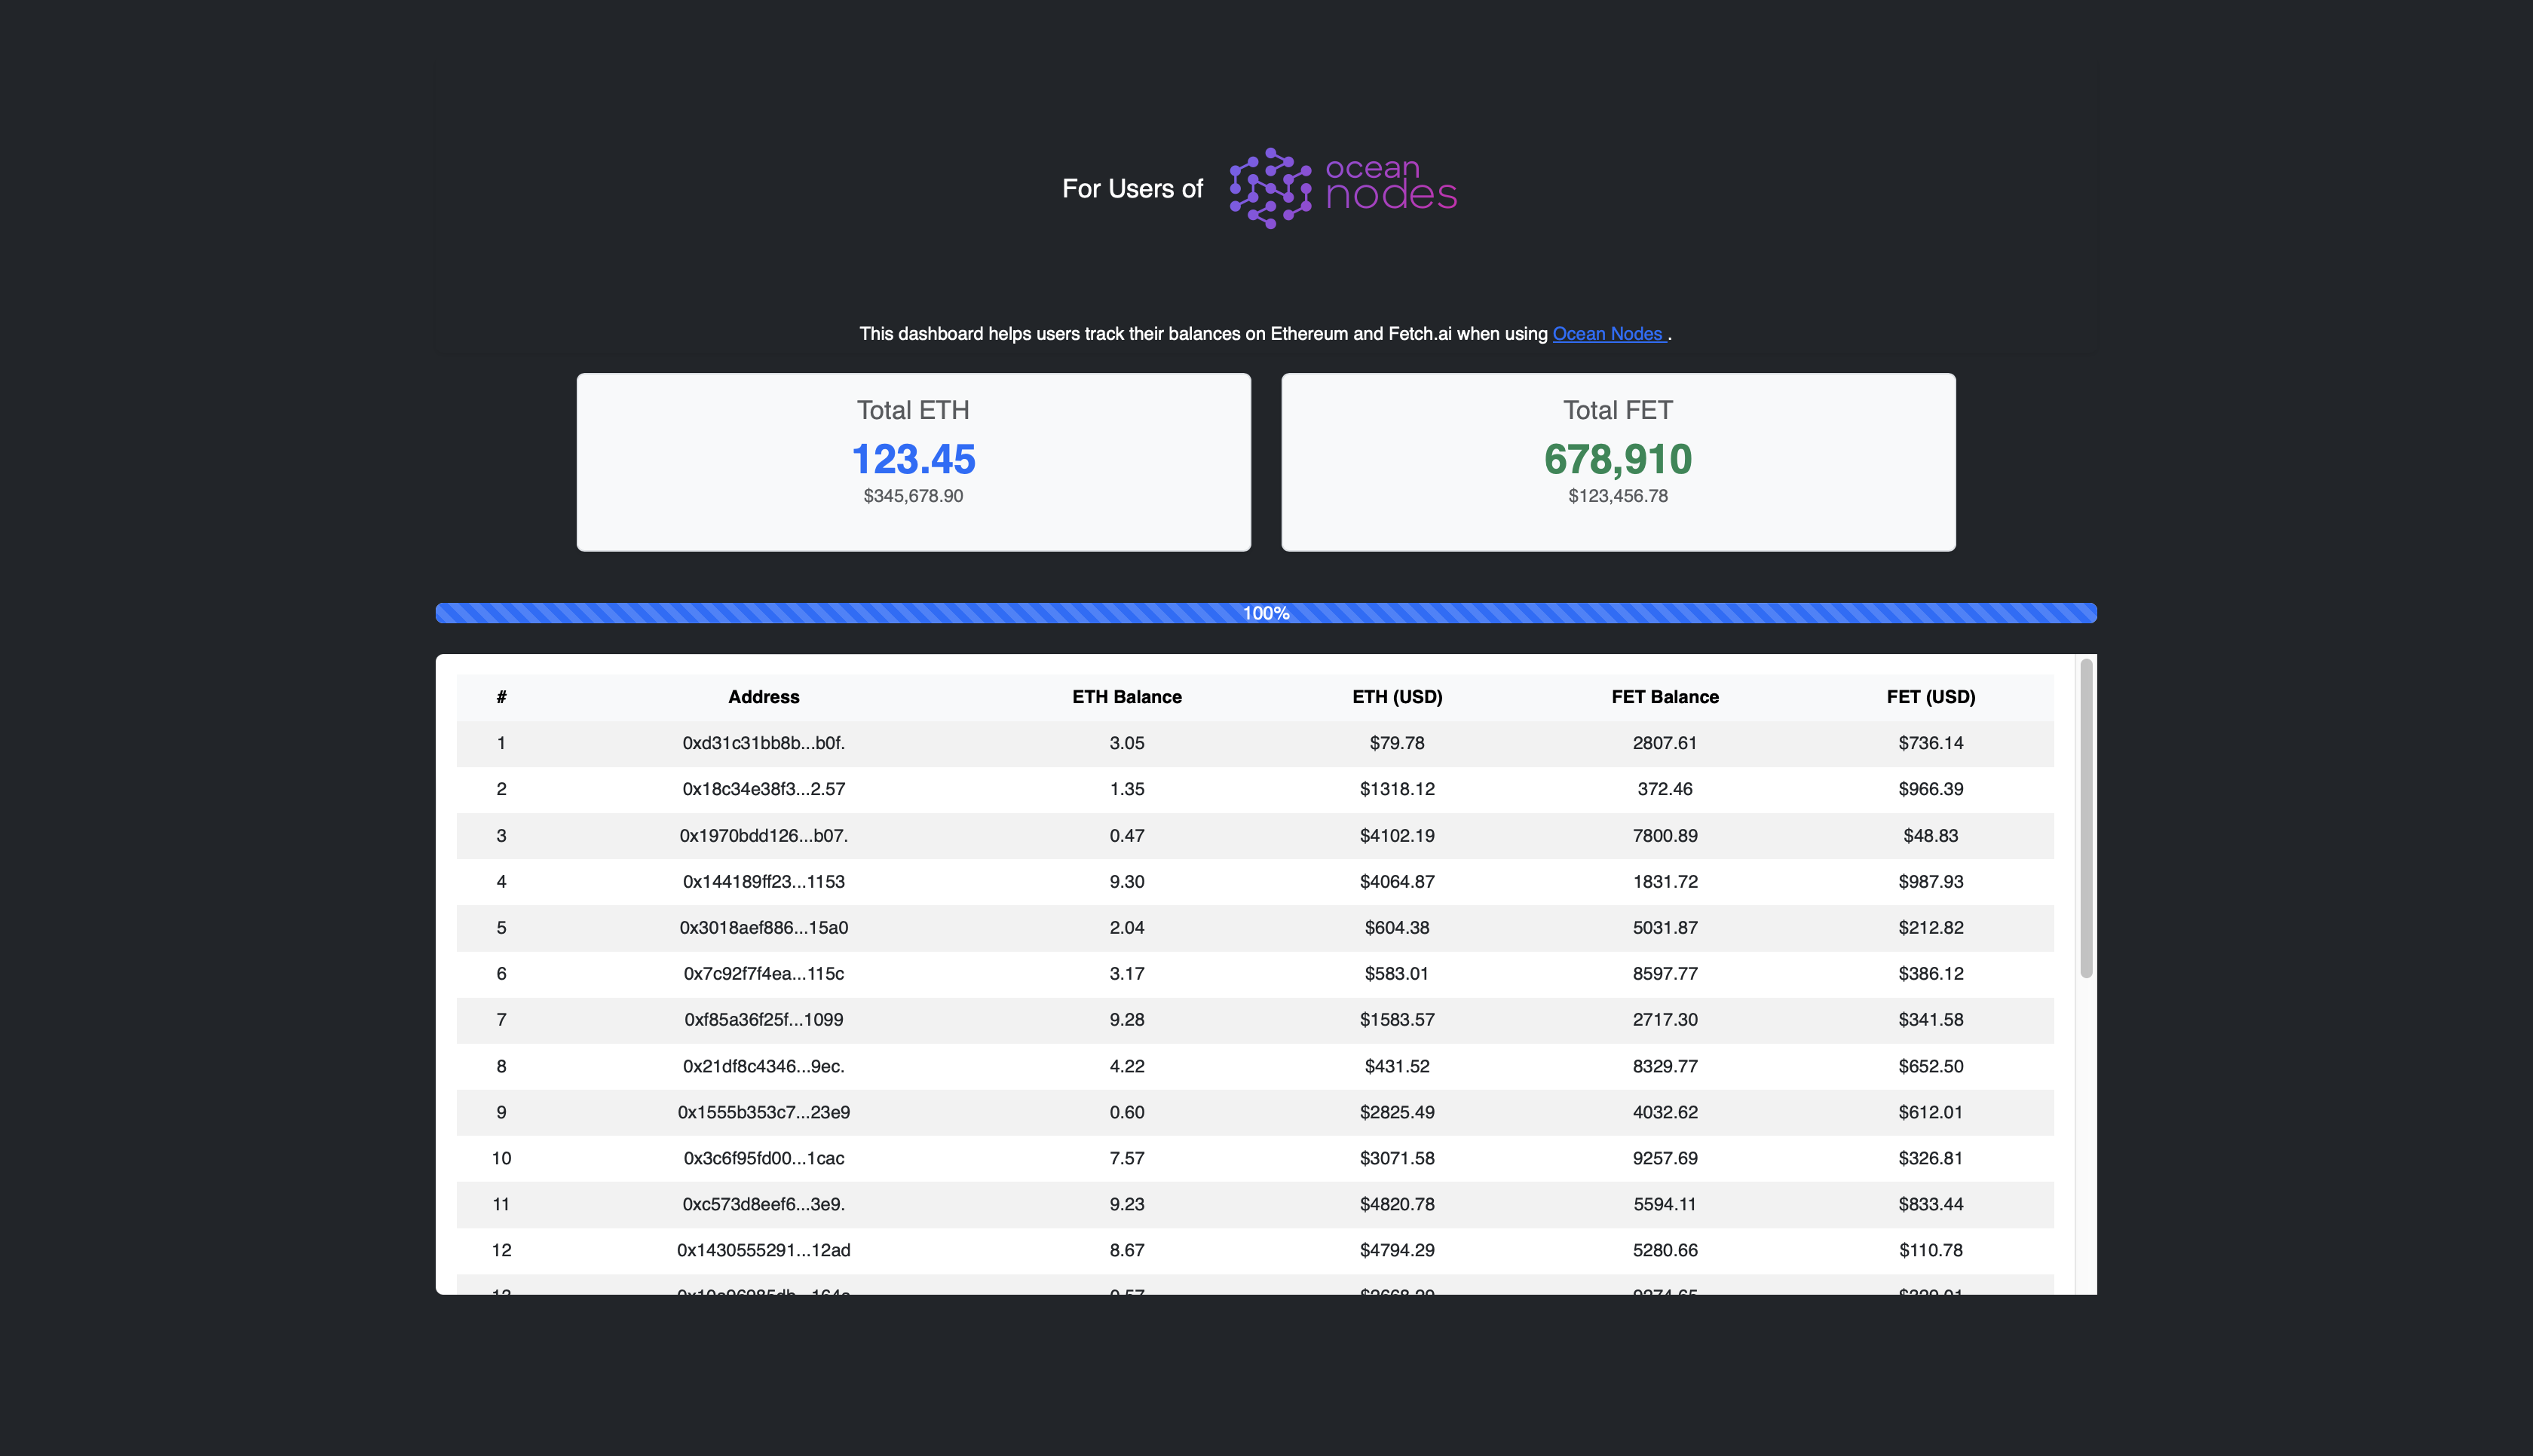 For Users of
ocean
nodes
This dashboard helps users track their balances on Ethereum and Fetch.ai when using Ocean Nodes .
Total ETH
123.45
$345,678.90
Total FET
678,910
$123,456.78
100%
# Address ETH Balance ETH (USD) FET Balance FET (USD)
1 0xd31c31bb8b...b0f. 3.05 $79.78 2807.61 $736.14
2 0x18c34e38f3...2.57 1.35 $1318.12 372.46 $966.39
3 0x1970bdd126...b07. 0.47 $4102.19 7800.89 $48.83
4 0x144189ff23...1153 9.30 $4064.87 1831.72 $987.93
5 0x3018aef886...15a0 2.04 $604.38 5031.87 $212.82
6 0x7c92f7f4ea...115c 3.17 $583.01 8597.77 $386.12
7 0xf85a36f25f...1099 9.28 $1583.57 2717.30 $341.58
8 0x21df8c4346...9ec. 4.22 $431.52 8329.77 $652.50
9 0x1555b353c7...23e9 0.60 $2825.49 4032.62 $612.01
10 0x3c6f95fd00...1cac 7.57 $3071.58 9257.69 $326.81
11 0xc573d8eef6...3e9. 9.23 $4820.78 5594.11 $833.44
12 0x1430555291...12ad 8.67 $4794.29 5280.66 $110.78